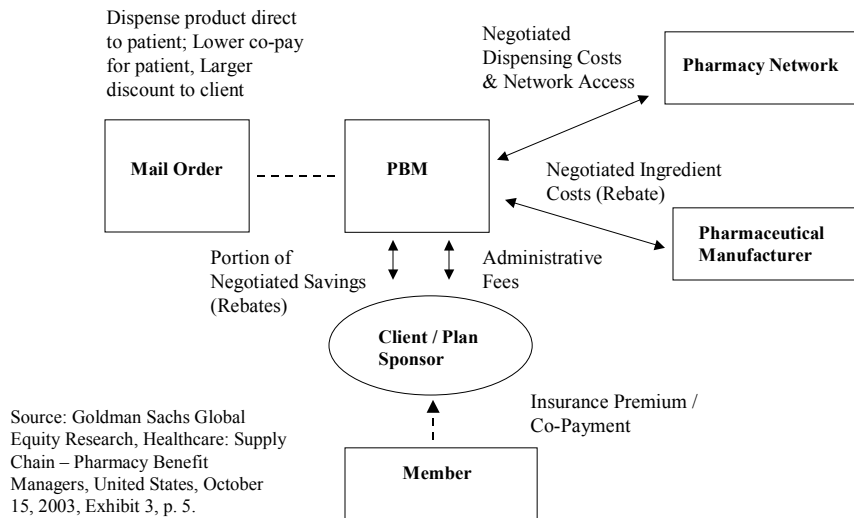 Dispense product direct
to patient; Lower co-pay
for patient, Larger
discount to client
Negotiated
Dispensing Costs
& Network Access
Pharmacy Network
Mail Order
PBM
Negotiated Ingredient
Costs (Rebate)
Pharmaceutical
Manufacturer
Portion of
Negotiated Savings
(Rebates)
Administrative
Fees
Client / Plan
Sponsor
Insurance Premium /
Co-Payment
Member
Source: Goldman Sachs Global
Equity Research, Healthcare: Supply
Chain – Pharmacy Benefit
Managers, United States, October
15, 2003, Exhibit 3, p. 5.